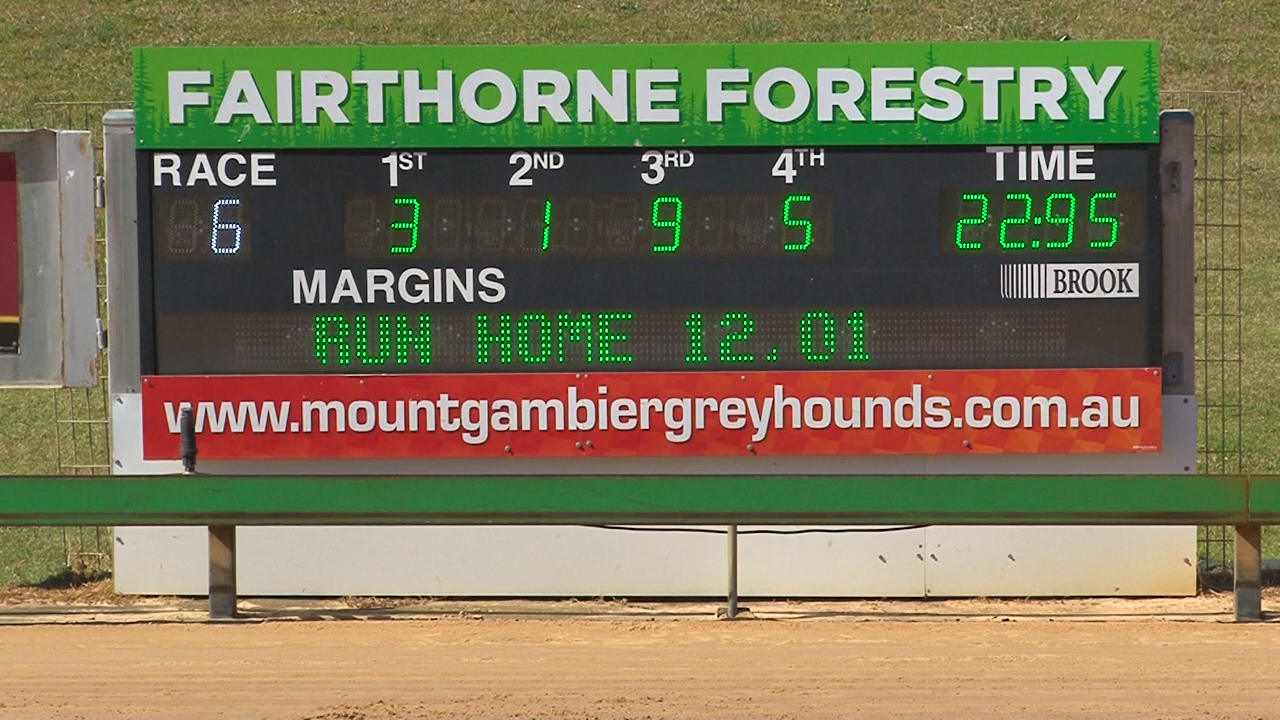 FAIRTHORNE FORESTRY
RACE 1ST 2ND 3RD 4TH TIME
6 3 1 9 5 22:95
MARGINS BROOK
RUN HOME 12.01
www.mountgambiergreyhounds.com.au